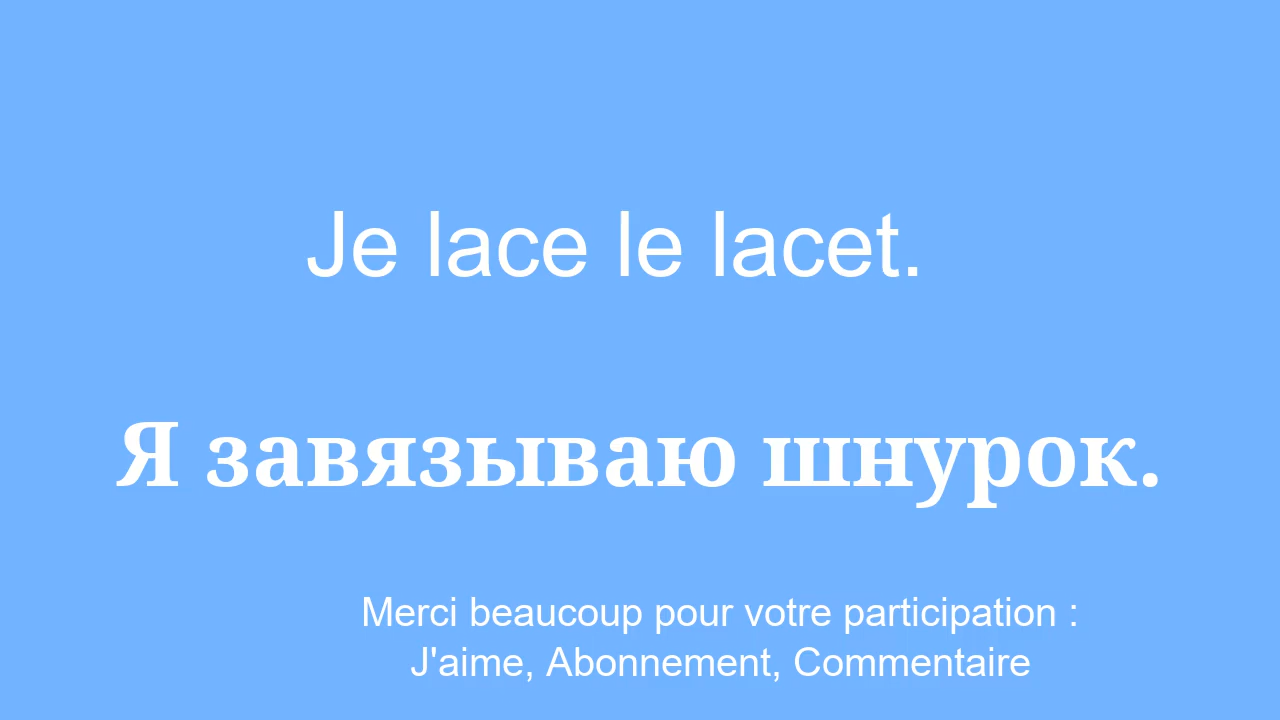 Je lace le lacet.
Я завязываю шнурок.
Merci beaucoup pour votre participation :
J'aime, Abonnement, Commentaire